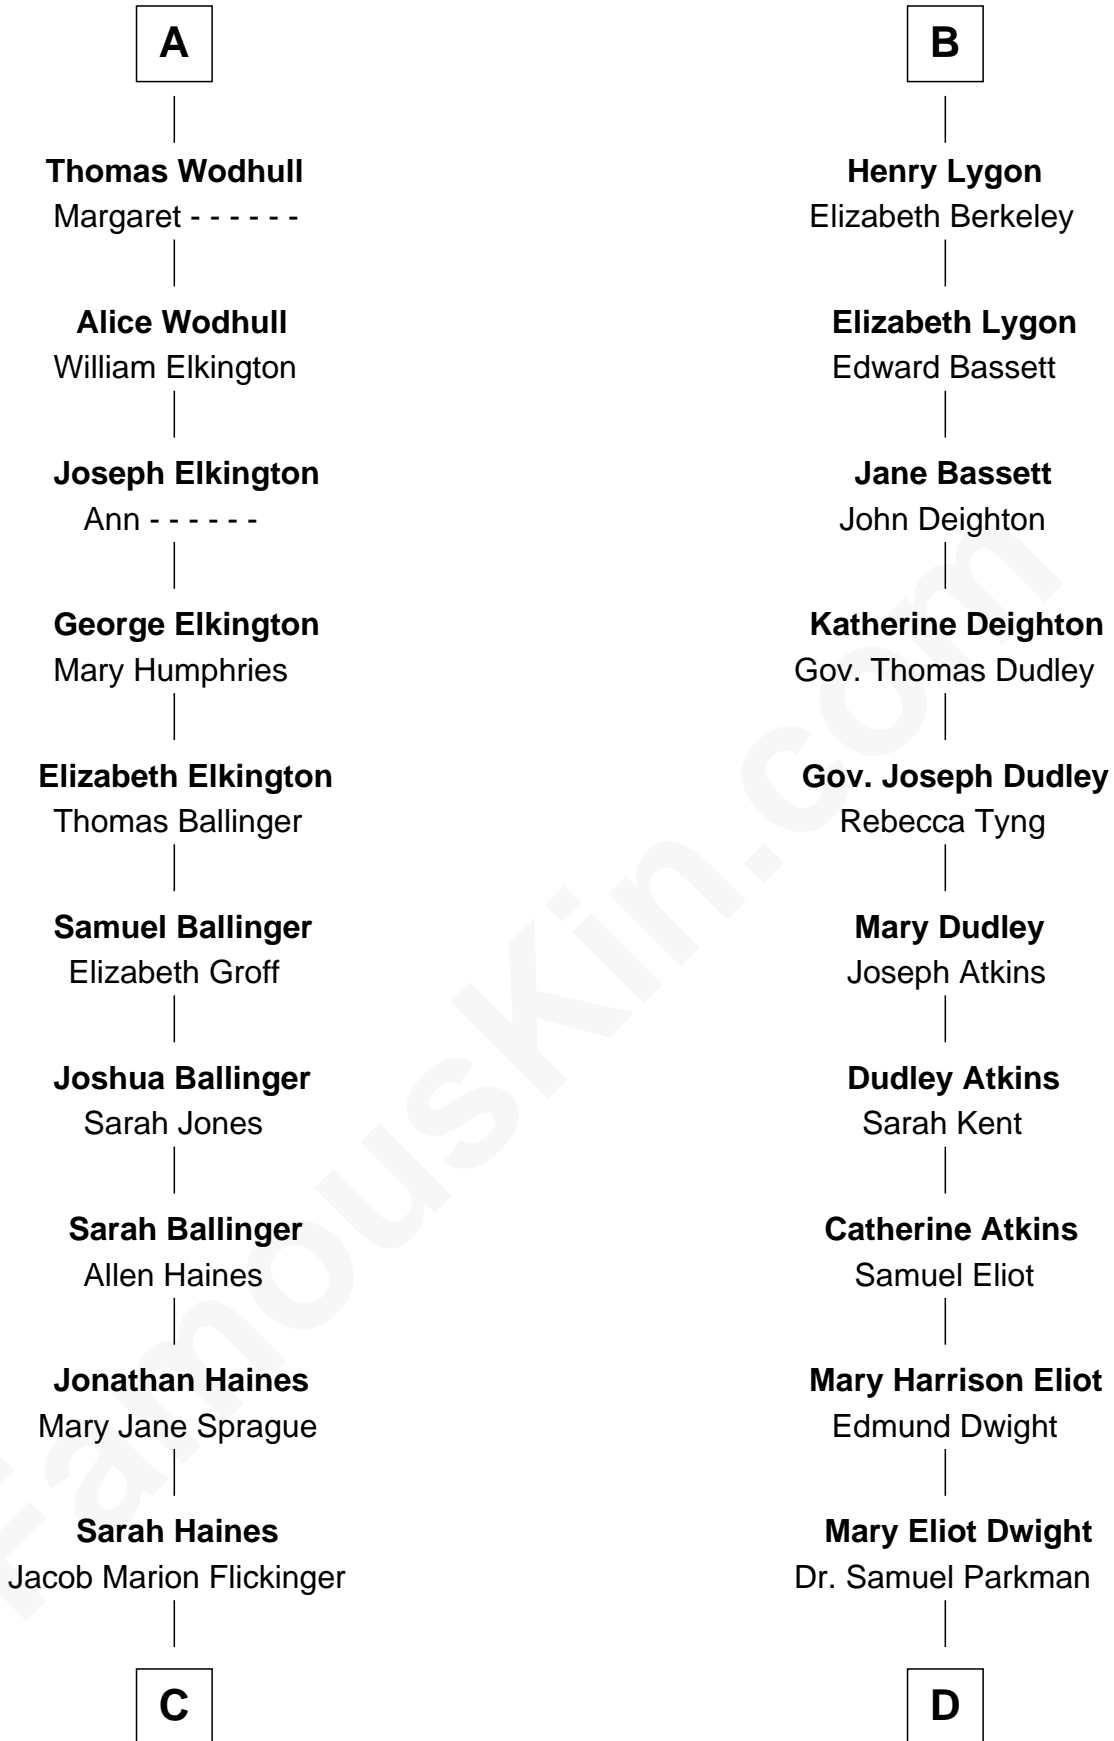 A
Thomas Wodhull
Margaret - - - - - -
Alice Wodhull
William Elkington
Joseph Elkington
Ann - - - - - -
George Elkington
Mary Humphries
Elizabeth Elkington
Thomas Ballinger
Samuel Ballinger
Elizabeth Groff
Joshua Ballinger
Sarah Jones
Sarah Ballinger
Allen Haines
Jonathan Haines
Mary Jane Sprague
Sarah Haines
Jacob Marion Flickinger
C
B
Henry Lygon
Elizabeth Berkeley
Elizabeth Lygon
Edward Bassett
Jane Bassett
John Deighton
Katherine Deighton
Gov. Thomas Dudley
Gov. Joseph Dudley
Rebecca Tyng
Mary Dudley
Joseph Atkins
Dudley Atkins
Sarah Kent
Catherine Atkins
Samuel Eliot
Mary Harrison Eliot
Edmund Dwight
Mary Eliot Dwight
Dr. Samuel Parkman
D
FamousKin.com